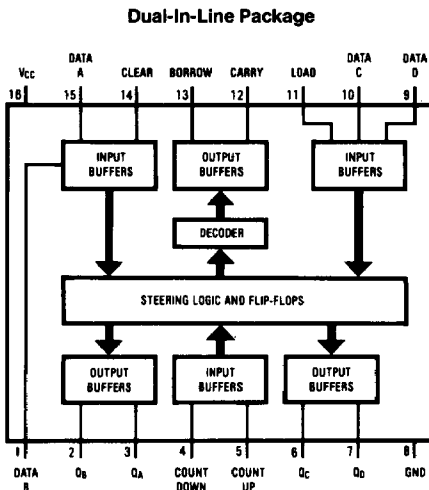 Dual-In-Line Package
DATA DATA DATA
VCC A CLEAR BORROW CARRY LOAD C D
16 15 14 13 12 11 10 9
INPUT BUFFERS
OUTPUT BUFFERS
INPUT BUFFERS
DECODER
STEERING LOGIC AND FLIP-FLOPS
OUTPUT BUFFERS
INPUT BUFFERS
OUTPUT BUFFERS
1 2 3 4 5 6 7 8
DATA QB QA COUNT COUNT QC QD GND
B DOWN UP